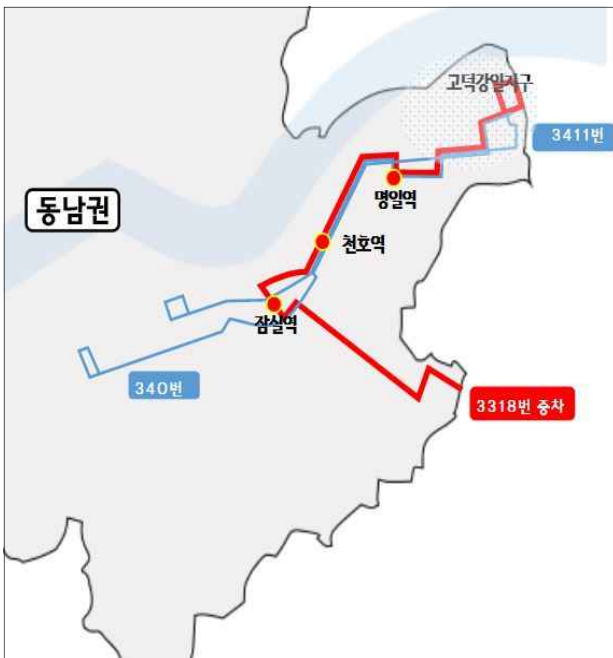 고덕강일지구
3411번
명일역
동남권
천호역
잠실역
340번
3318번 증차